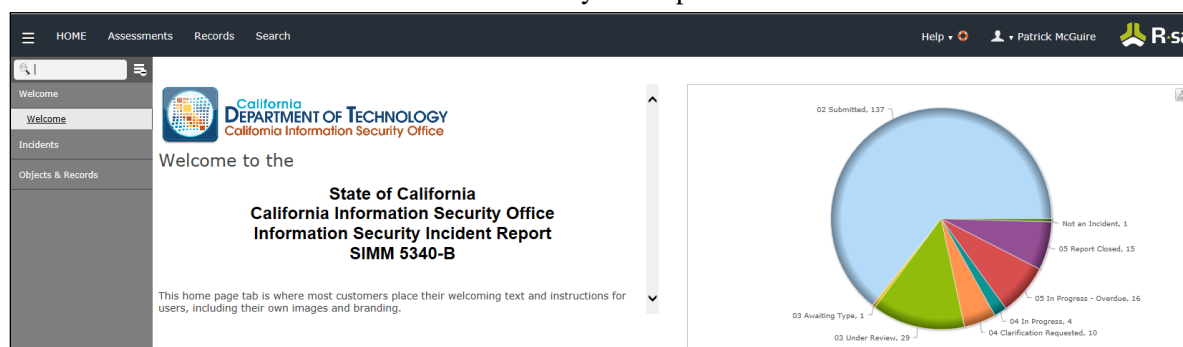 HOME Assessments Records Search Help Patrick McGuire
Welcome
Welcome
Incidents
Objects & Records
California
DEPARTMENT OF TECHNOLOGY
California Information Security Office
Welcome to the
State of California
California Information Security Office
Information Security Incident Report
SIMM 5340-B
This home page tab is where most customers place their welcoming text and instructions for
users, including their own images and branding.
02 Submitted, 137
Not an Incident, 1
05 Report Closed, 15
05 In Progress - Overdue, 16
04 In Progress, 4
04 Clarification Requested, 10
03 Under Review, 29
03 Awaiting Type, 1